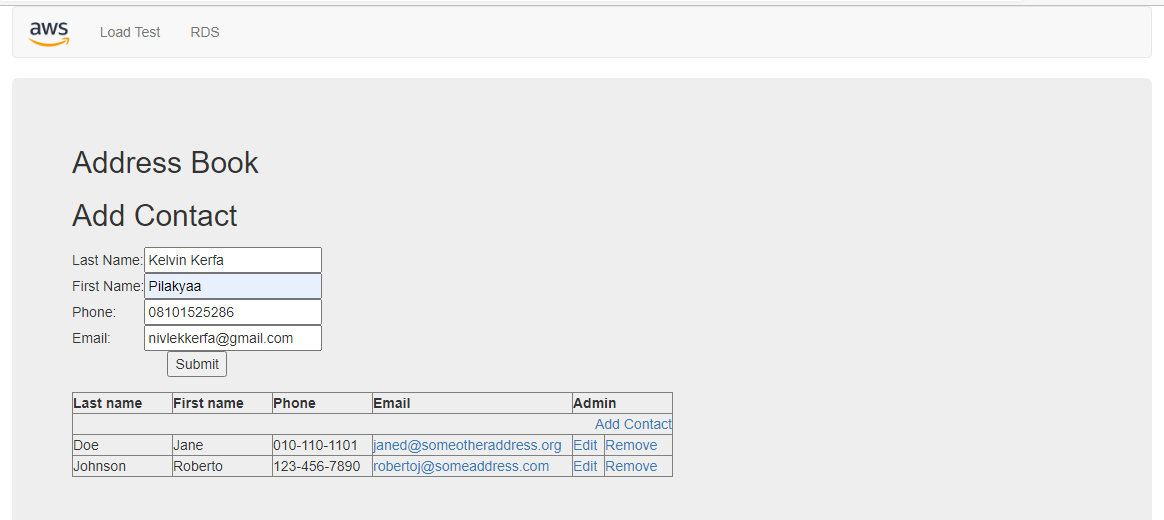 aws Load Test RDS
Address Book
Add Contact
Last Name: Kelvin Kerfa
First Name: Pilakyaa
Phone: 08101525286
Email: nivlekkerfa@gmail.com
Submit
Last name First name Phone Email Admin
Add Contact
Doe Jane 010-110-1101 janed@someotheraddress.org Edit Remove
Johnson Roberto 123-456-7890 robertoj@someaddress.com Edit Remove